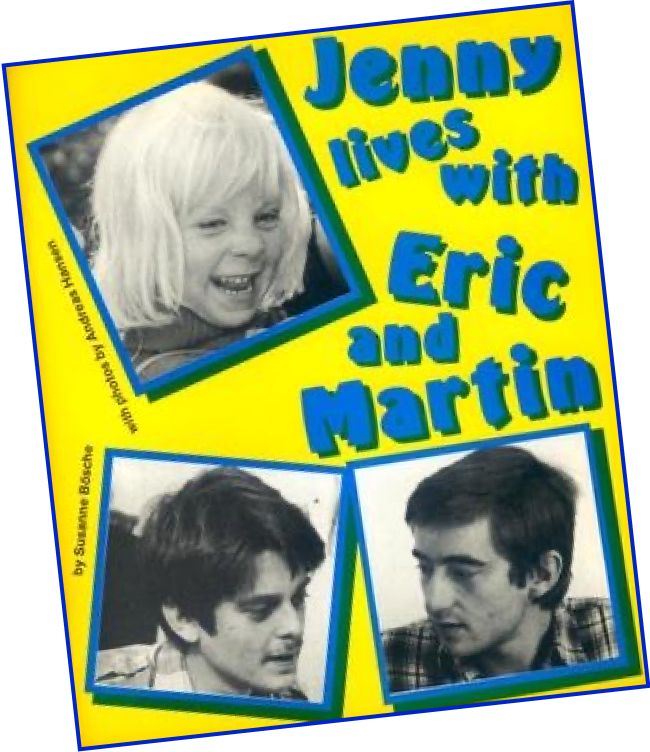 Jenny
lives
with
Eric
and
Martin
by Susanne Bösche
with photos by Andreas Hansen